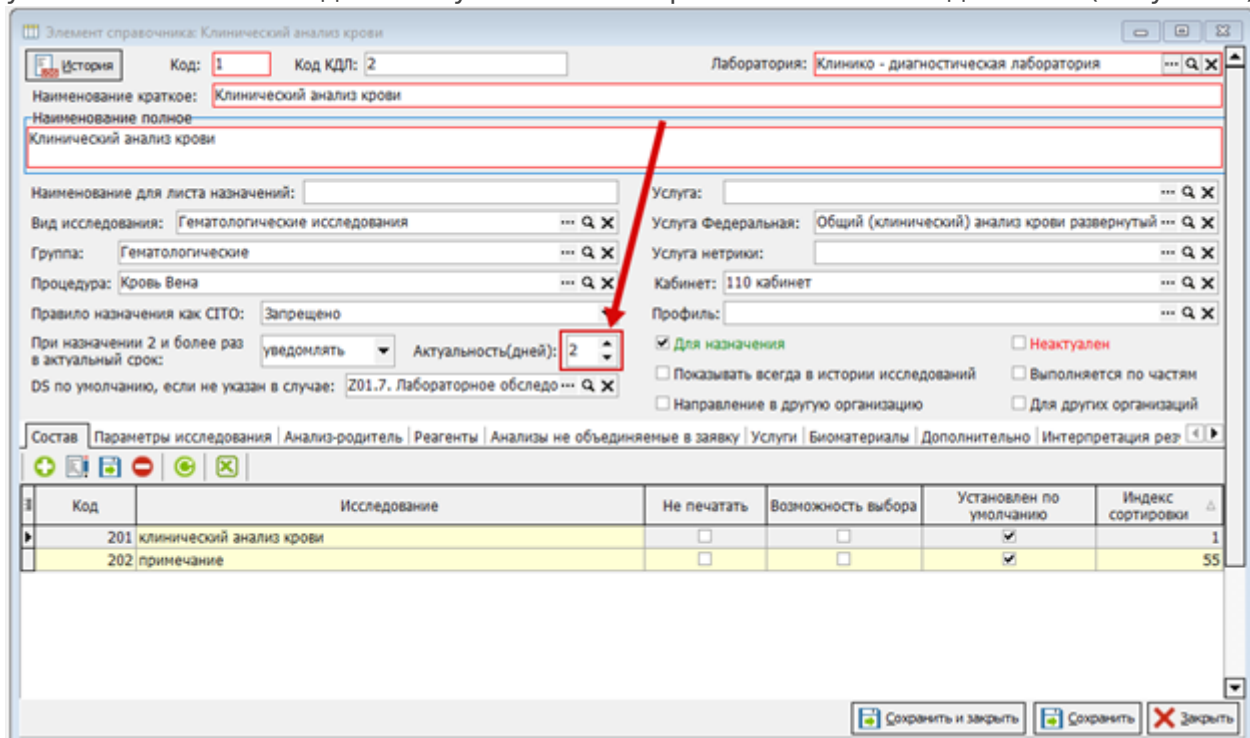 Элемент справочника: Клинический анализ крови
История Код: 1 Код КДЛ: 2 Лаборатория: Клинико - диагностическая лаборатория
Наименование краткое: Клинический анализ крови
Наименование полное
Клинический анализ крови
Наименование для листа назначений: Услуга:
Вид исследования: Гематологические исследования Услуга Федеральная: Общий (клинический) анализ крови развернутый
Группа: Гематологические Услуга нетрики:
Процедура: Кровь Вена Кабинет: 110 кабинет
Правило назначения как CITO: Запрещено Профиль:
При назначении 2 и более раз в актуальный срок: уведомлять Актуальность(дней): 2 Для назначения Неактуален
Показывать всегда в истории исследований Выполняется по частям
DS по умолчанию, если не указан в случае: Z01.7. Лабораторное обследо
Направление в другую организацию Для других организаций
Состав Параметры исследования Анализ-родитель Реагенты Анализы не объединяемые в заявку Услуги Биоматериалы Дополнительно Интерпретация рез
Код Исследование Не печатать Возможность выбора Установлен по умолчанию Индекс сортировки
201 клинический анализ крови 1
202 примечание 55
Сохранить и закрыть Сохранить Закрыть